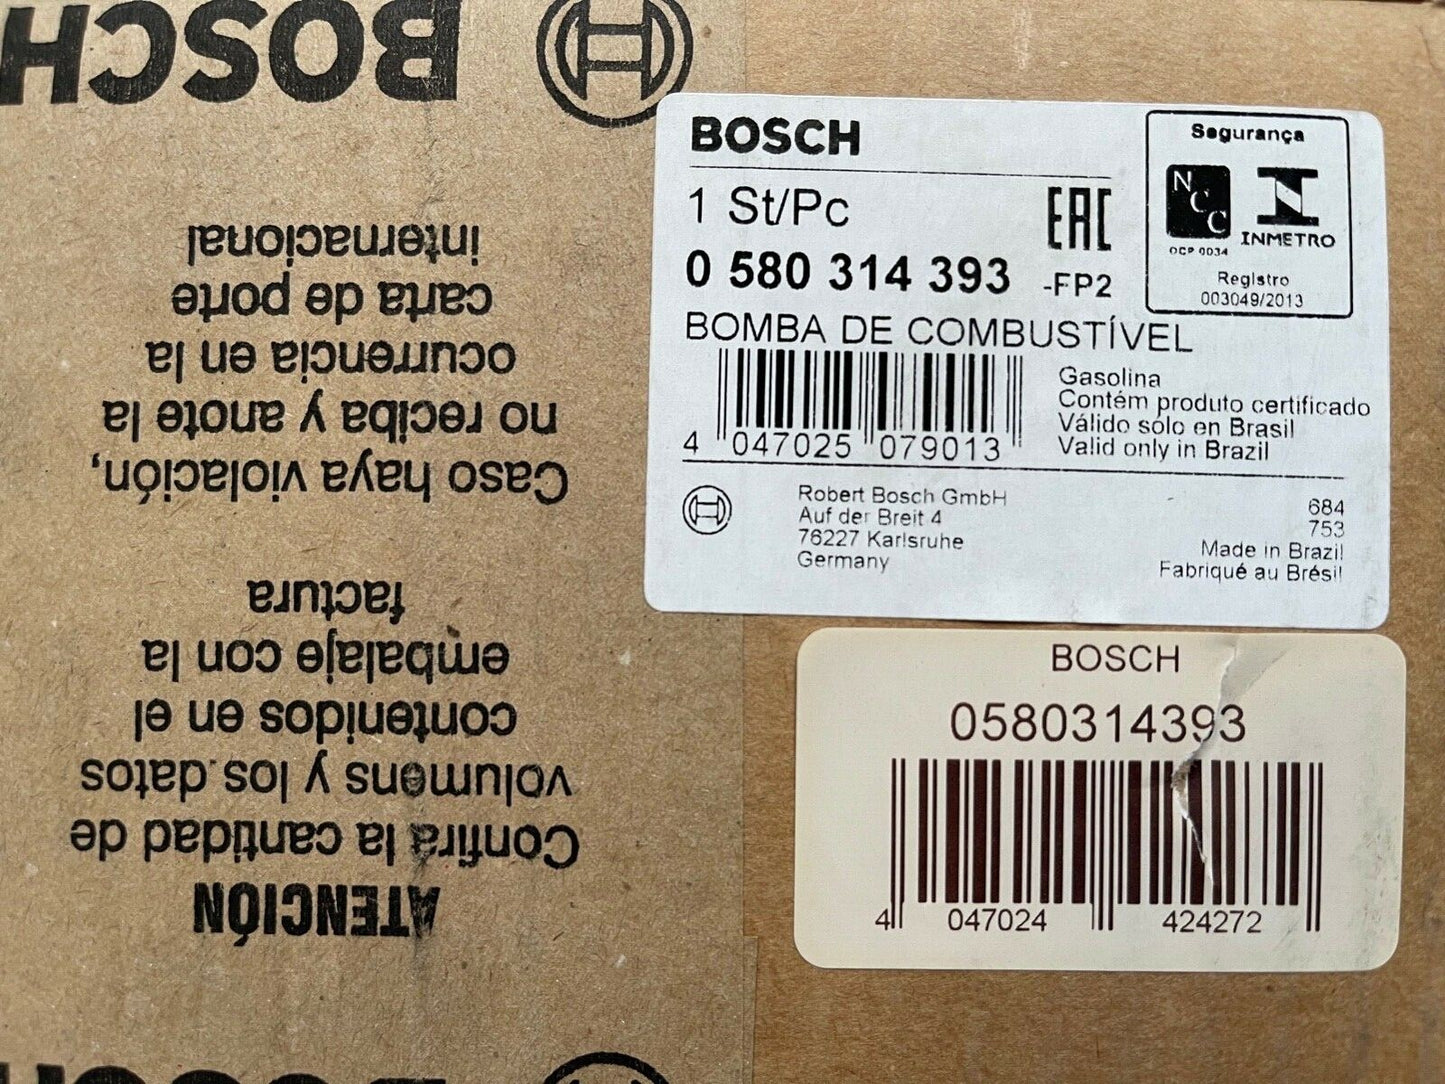 BOSCH
BOSCH
1 St/Pc
EAC
0 580 314 393 -FP2
BOMBA DE COMBUSTÍVEL
Segurança
NCC
OCP 0034
INMETRO
Registro
003049/2013
4 047025 079013
Gasolina
Contém produto certificado
Válido sólo en Brasil
Valid only in Brazil
Robert Bosch GmbH
Auf der Breit 4
76227 Karlsruhe
Germany
684
753
Made in Brazil
Fabriqué au Brésil
BOSCH
0580314393
4 047024 424272
ATENCIÓN
Confira la cantidad de
volumens y los datos
contenidos en el
embalaje con la
factura
Caso haya violación,
no reciba y anote la
ocurrencia en la
carta de porte
internacional